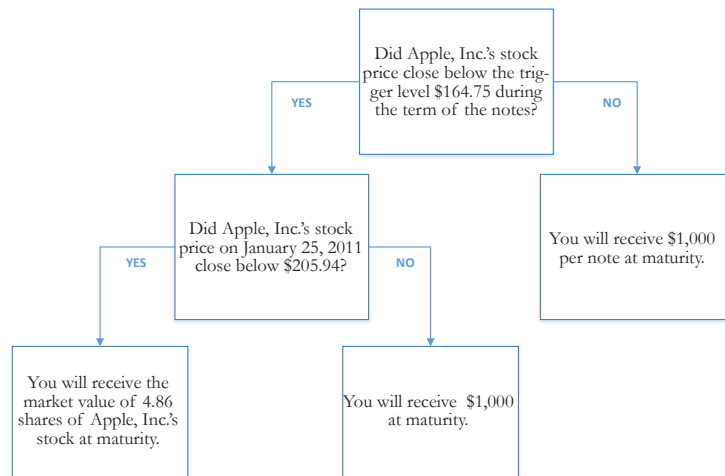 Did Apple, Inc.'s stock
price close below the trig-
ger level $164.75 during
the term of the notes?
YES
NO
Did Apple, Inc.'s stock
price on January 25, 2011
close below $205.94?
You will receive $1,000
per note at maturity.
YES
NO
You will receive the
market value of 4.86
shares of Apple, Inc.'s
stock at maturity.
You will receive $1,000
at maturity.